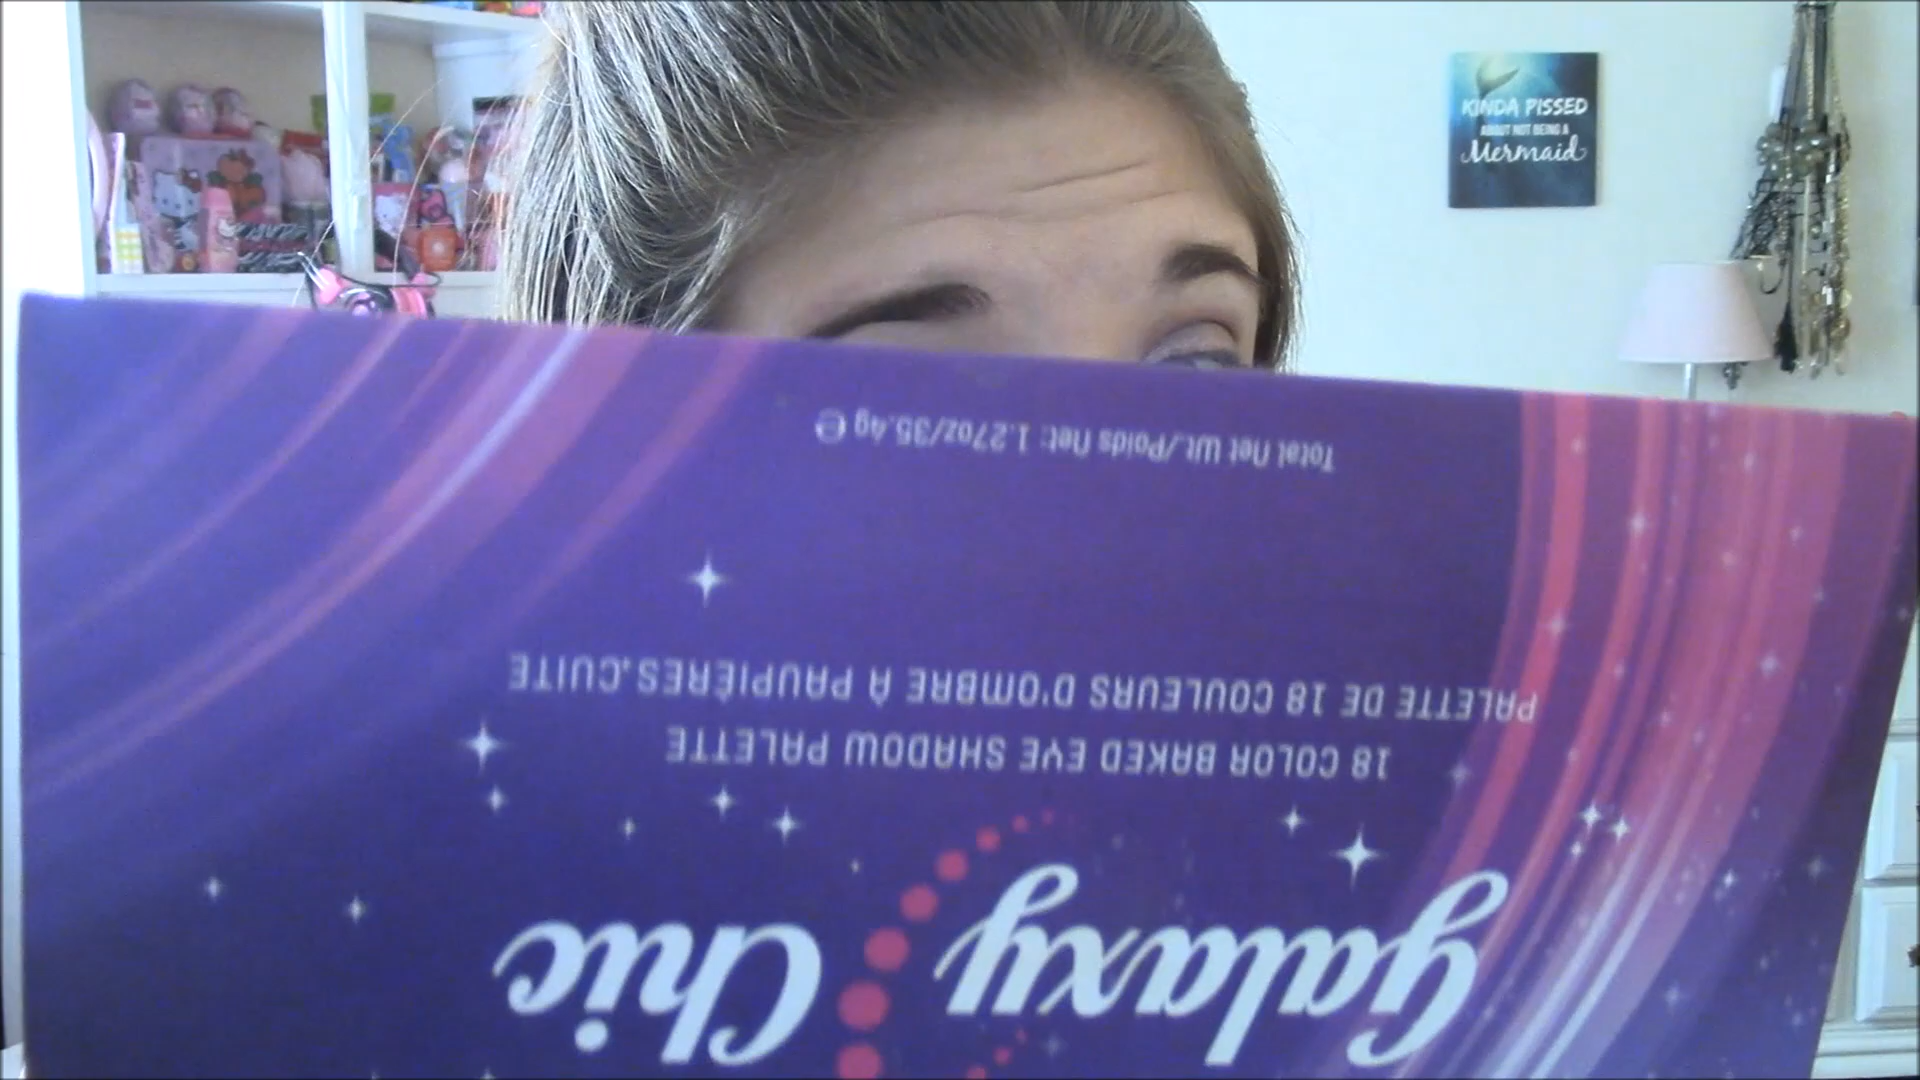 KINDA PISSED
ABOUT NOT BEING A
Mermaid
Galaxy Chic
18 COLOR BAKED EYE SHADOW PALETTE
PALETTE DE 18 COULEURS D'OMBRE À PAUPIÈRES.CUITE
Total net wt./Poids net: 1.27oz/35.4g ℮